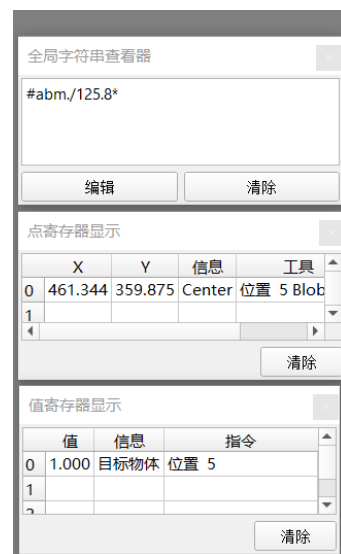 全局字符串查看器
#abm./125.8*
编辑 清除
点寄存器显示
X Y 信息 工具
0 461.344 359.875 Center 位置 5 Blob
1
清除
值寄存器显示
值 信息 指令
0 1.000 目标物体 位置 5
1
清除